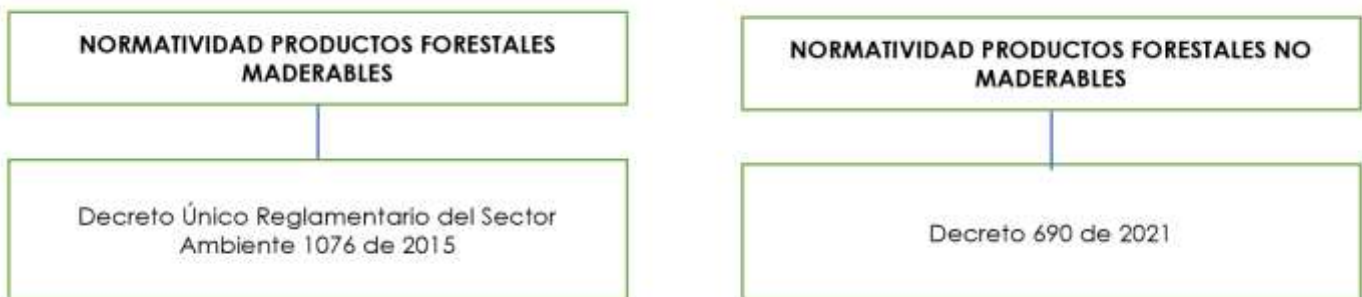 NORMATIVIDAD PRODUCTOS FORESTALES
MADERABLES
Decreto Único Reglamentario del Sector
Ambiente 1076 de 2015
NORMATIVIDAD PRODUCTOS FORESTALES NO
MADERABLES
Decreto 690 de 2021